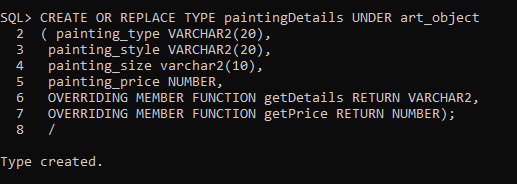 SQL> CREATE OR REPLACE TYPE paintingDetails UNDER art_object
2 ( painting_type VARCHAR2(20),
3 painting_style VARCHAR2(20),
4 painting_size varchar2(10),
5 painting_price NUMBER,
6 OVERRIDING MEMBER FUNCTION getDetails RETURN VARCHAR2,
7 OVERRIDING MEMBER FUNCTION getPrice RETURN NUMBER);
8 /
Type created.